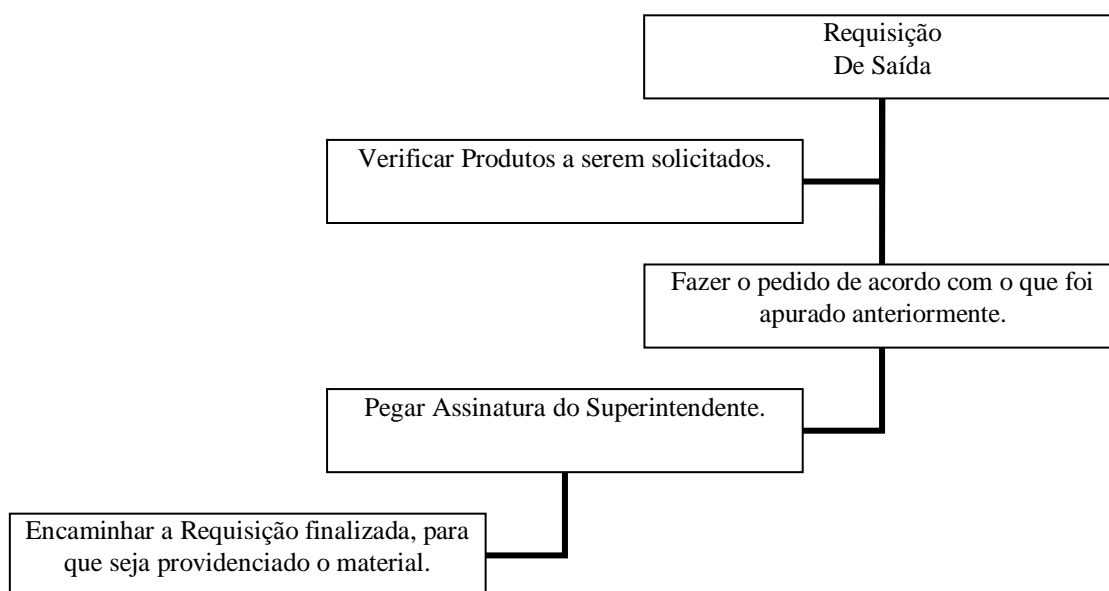 Requisição
De Saída
Verificar Produtos a serem solicitados.
Fazer o pedido de acordo com o que foi
apurado anteriormente.
Pegar Assinatura do Superintendente.
Encaminhar a Requisição finalizada, para
que seja providenciado o material.